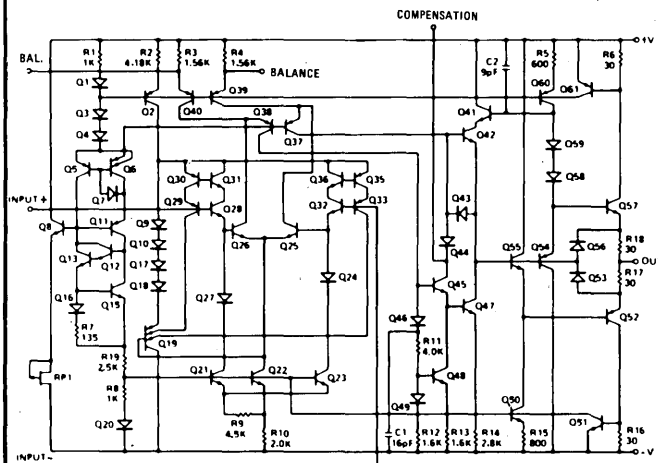 COMPENSATION
+V
R1
1K
R2
4.18K
R3
1.56K
R4
1.56K
C2
9pF
R5
600
R6
30
BAL.
BALANCE
Q1
Q39
Q60
Q61
Q2
Q40
Q38
Q41
Q3
Q4
Q37
Q42
Q59
Q5
Q6
Q58
Q7
Q30
Q31
Q36
Q35
Q43
INPUT+
Q29
Q28
Q32
Q33
Q57
Q8
Q11
Q9
Q26
Q25
Q44
Q55
Q54
Q56
R18
30
Q10
OU
Q13
Q12
Q17
Q24
Q45
Q53
R17
30
Q18
Q27
Q47
Q52
Q16
Q15
Q46
R7
135
Q19
R11
4.0K
R19
2.5K
Q21
Q22
Q23
Q48
RP1
R8
1K
Q49
Q50
Q51
Q20
R9
4.5K
R10
2.0K
C1
16pF
R12
1.6K
R13
1.6K
R14
2.8K
R15
800
R16
30
INPUT-
-V